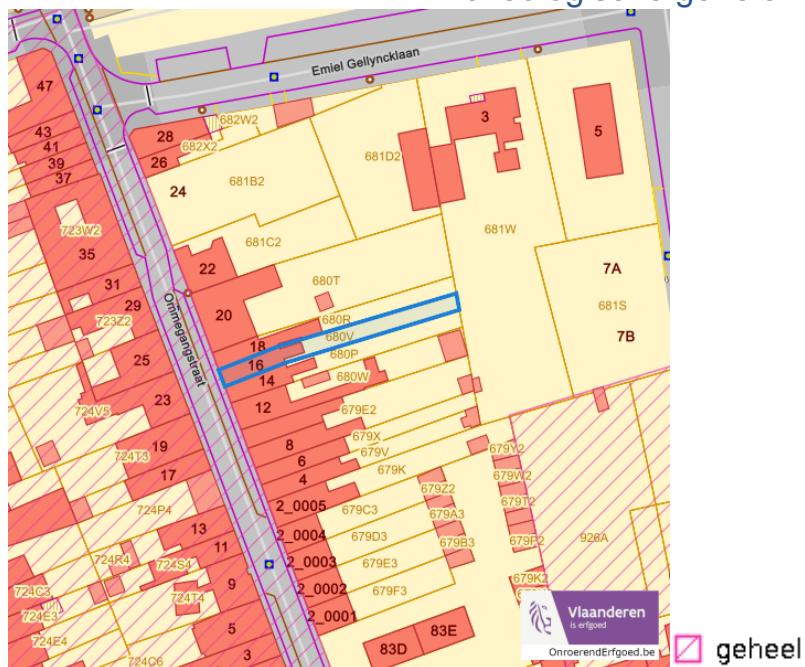 Emiel Gellyncklaan
47
43
41
39
37
28
682W2
682X2
26
24
681B2
681D2
3
5
723W2
35
22
681C2
681W
7A
681S
7B
680T
31
29
723Z2
20
680R
18
680V
16
680P
14
680W
Ommegangstraat
25
23
12
724V5
679E2
8
679X
6
679V
4
679K
679Y2
679W2
19
724T3
17
679Z2
679T2
2_0005
679C3
724P4
679A3
679P2
926A
13
2_0004
679D3
679B3
11
724R4
724S4
2_0003
679E3
9
724T4
2_0002
679F3
679K2
724C3
724E3
2_0001
5
724E4
3
724C6
83D
83E
Vlaanderen
is erfgoed
OnroerendErfgoed.be
geheel